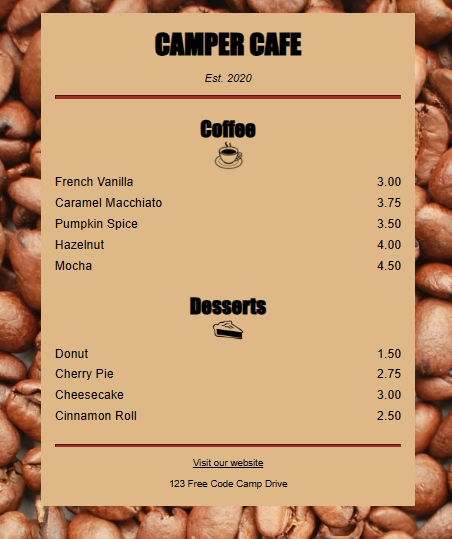 CAMPER CAFE
Est. 2020
Coffee
French Vanilla 3.00
Caramel Macchiato 3.75
Pumpkin Spice 3.50
Hazelnut 4.00
Mocha 4.50
Desserts
Donut 1.50
Cherry Pie 2.75
Cheesecake 3.00
Cinnamon Roll 2.50
Visit our website
123 Free Code Camp Drive